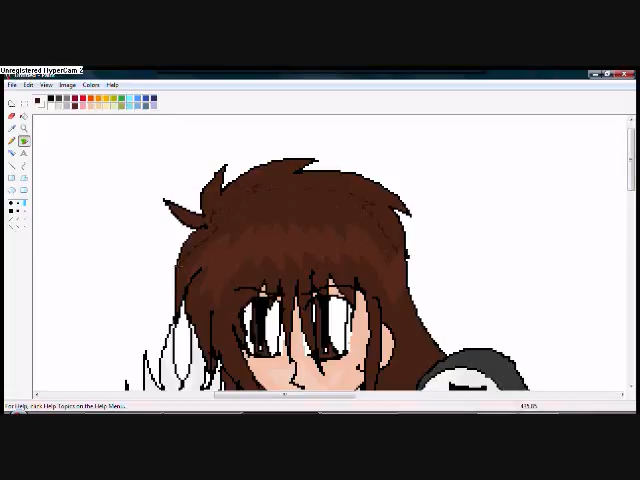 Unregistered HyperCam 2
File Edit View Image Colors Help
For Help, click Help Topics on the Help Menu.